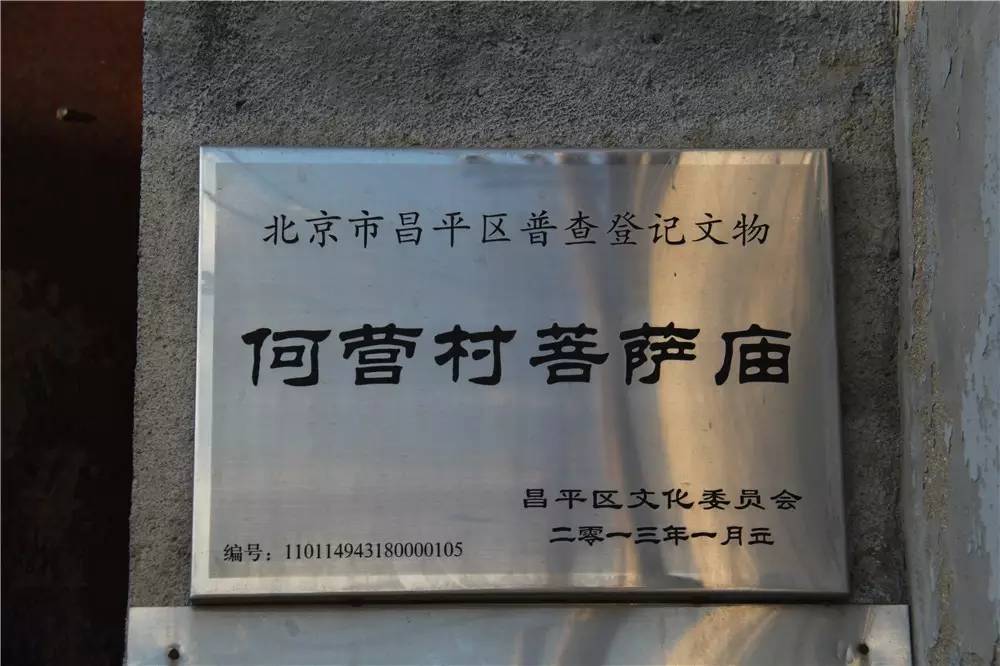 北京市昌平区普查登记文物
何营村菩萨庙
昌平区文化委员会
二零一三年一月立
编号：110114943180000105